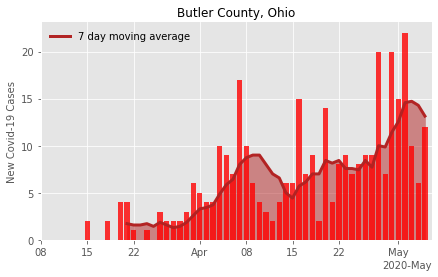 Butler County, Ohio
7 day moving average
New Covid-19 Cases
20
15
10
5
0
08
15
22
Apr
08
15
22
May
2020-May